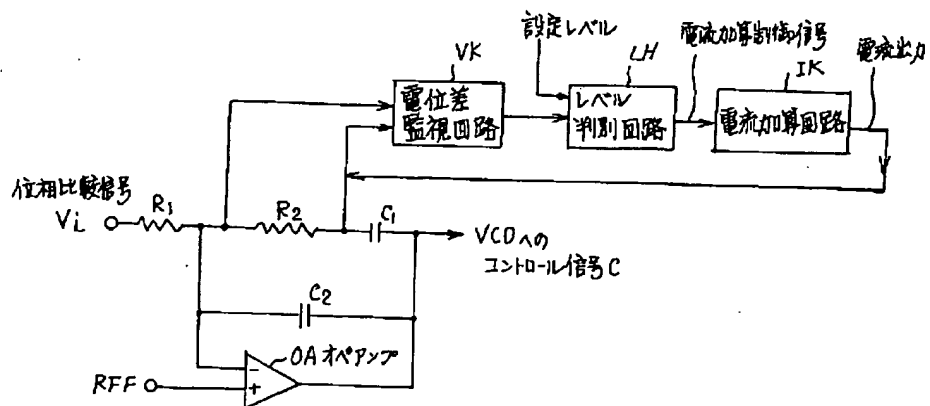 設定レベル
電流加算制御信号
電流出力
VK
LH
IK
電位差
監視回路
レベル
判別回路
電流加算回路
位相比較信号
Vi
R1
R2
C1
VCOへの
コントロール信号C
C2
OAオペアンプ
-
+
RFF